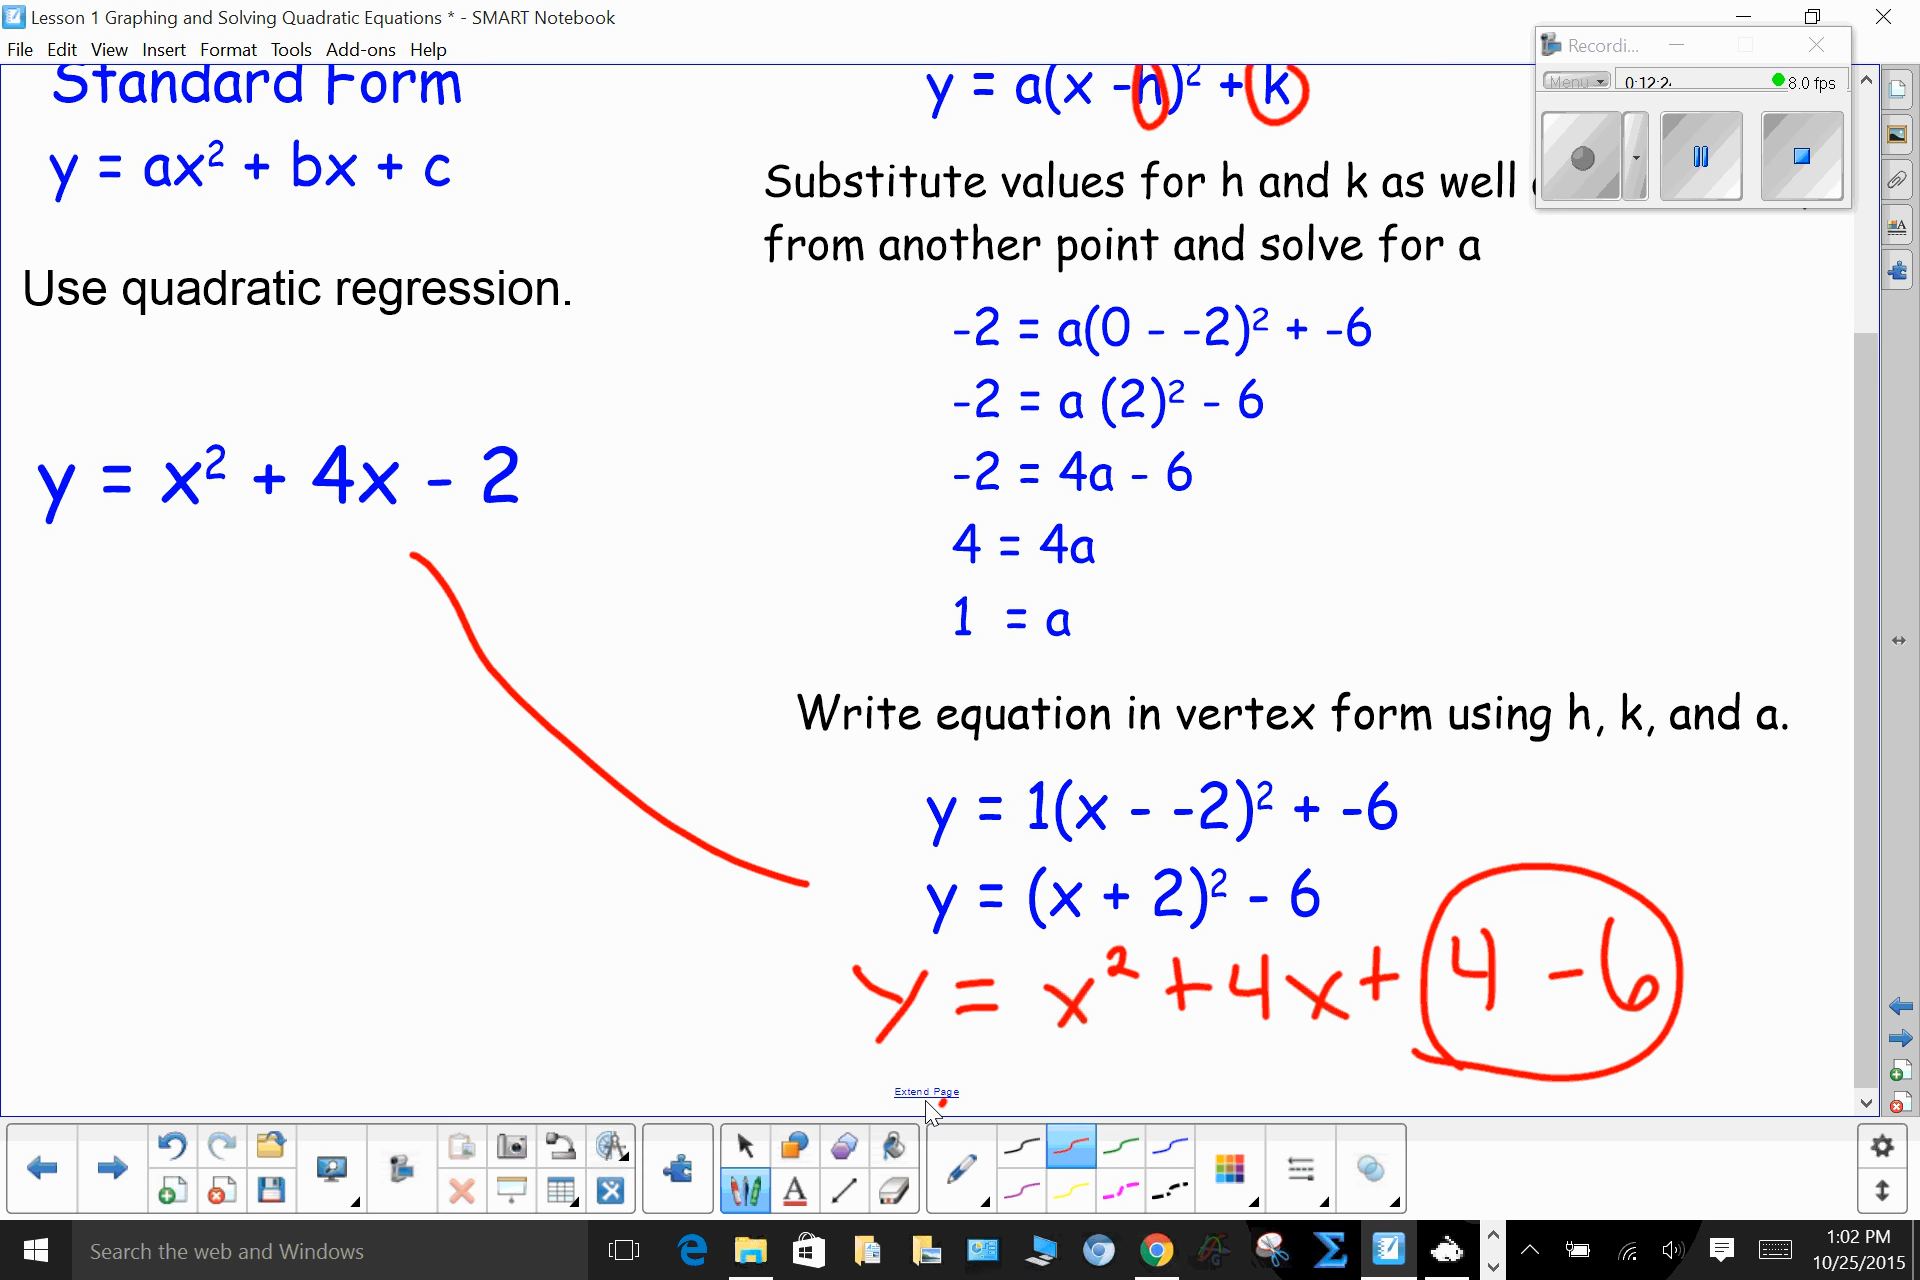 Lesson 1 Graphing and Solving Quadratic Equations * - SMART Notebook
File Edit View Insert Format Tools Add-ons Help
Recordi...
Menu
0:12:2
8.0 fps
Standard Form
y = ax² + bx + c
Use quadratic regression.
y = x² + 4x - 2
y = a(x - h)² + k
Substitute values for h and k as well
from another point and solve for a
-2 = a(0 - -2)² + -6
-2 = a (2)² - 6
-2 = 4a - 6
4 = 4a
1 = a
Write equation in vertex form using h, k, and a.
y = 1(x - -2)² + -6
y = (x + 2)² - 6
y = x² + 4x + 4 - 6
Extend Page
Search the web and Windows
1:02 PM
10/25/2015